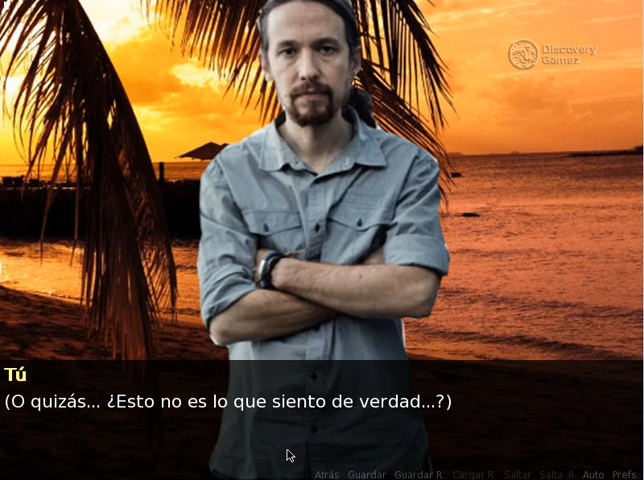 Discovery
Gamez
Tú
(O quizás... ¿Esto no es lo que siento de verdad...?)
Atrás Guardar Guardar R. Cargar R. Saltar Salta. R. Auto Prefs